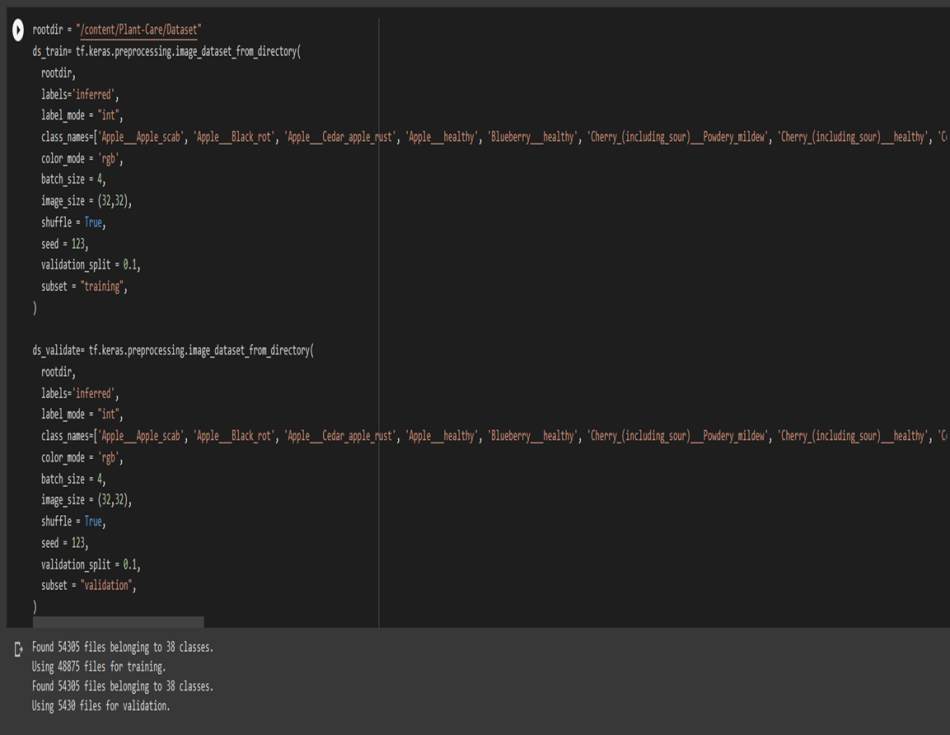 rootdir = "/content/Plant-Care/Dataset"
ds_train= tf.keras.preprocessing.image_dataset_from_directory(
rootdir,
labels='inferred',
label_mode = "int",
class_names=['Apple___Apple_scab', 'Apple___Black_rot', 'Apple___Cedar_apple_rust', 'Apple___healthy', 'Blueberry___healthy', 'Cherry_(including_sour)___Powdery_mildew', 'Cherry_(including_sour)___healthy', 'C
color_mode = 'rgb',
batch_size = 4,
image_size = (32,32),
shuffle = True,
seed = 123,
validation_split = 0.1,
subset = "training",
)
ds_validate= tf.keras.preprocessing.image_dataset_from_directory(
rootdir,
labels='inferred',
label_mode = "int",
class_names=['Apple___Apple_scab', 'Apple___Black_rot', 'Apple___Cedar_apple_rust', 'Apple___healthy', 'Blueberry___healthy', 'Cherry_(including_sour)___Powdery_mildew', 'Cherry_(including_sour)___healthy', 'C
color_mode = 'rgb',
batch_size = 4,
image_size = (32,32),
shuffle = True,
seed = 123,
validation_split = 0.1,
subset = "validation",
)
Found 54305 files belonging to 38 classes.
Using 48875 files for training.
Found 54305 files belonging to 38 classes.
Using 5430 files for validation.